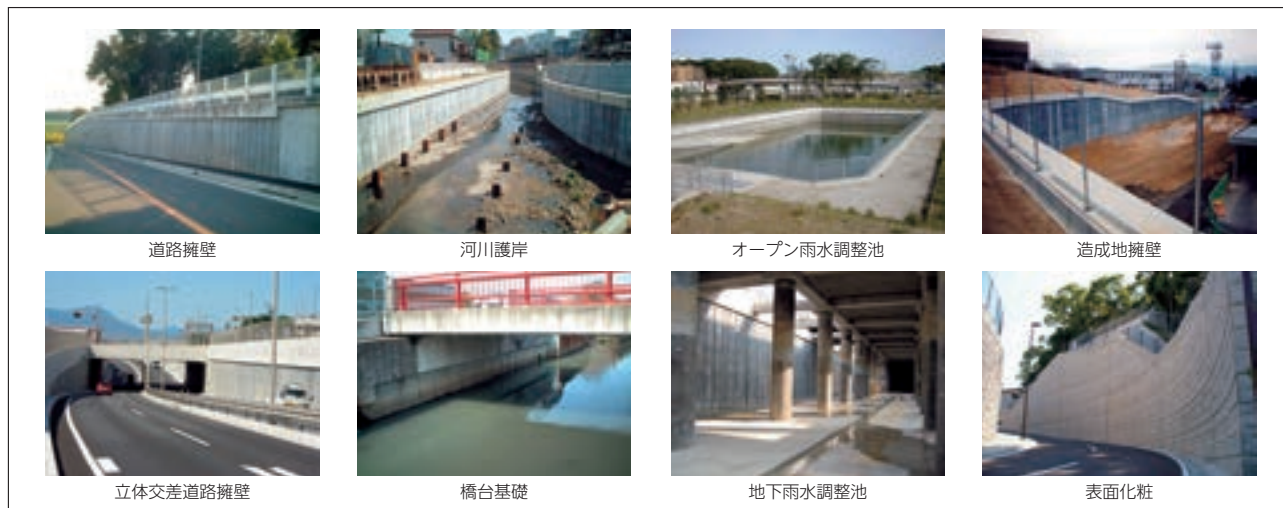 道路擁壁
河川護岸
オープン雨水調整池
造成地擁壁
立体交差道路擁壁
橋台基礎
地下雨水調整池
表面化粧